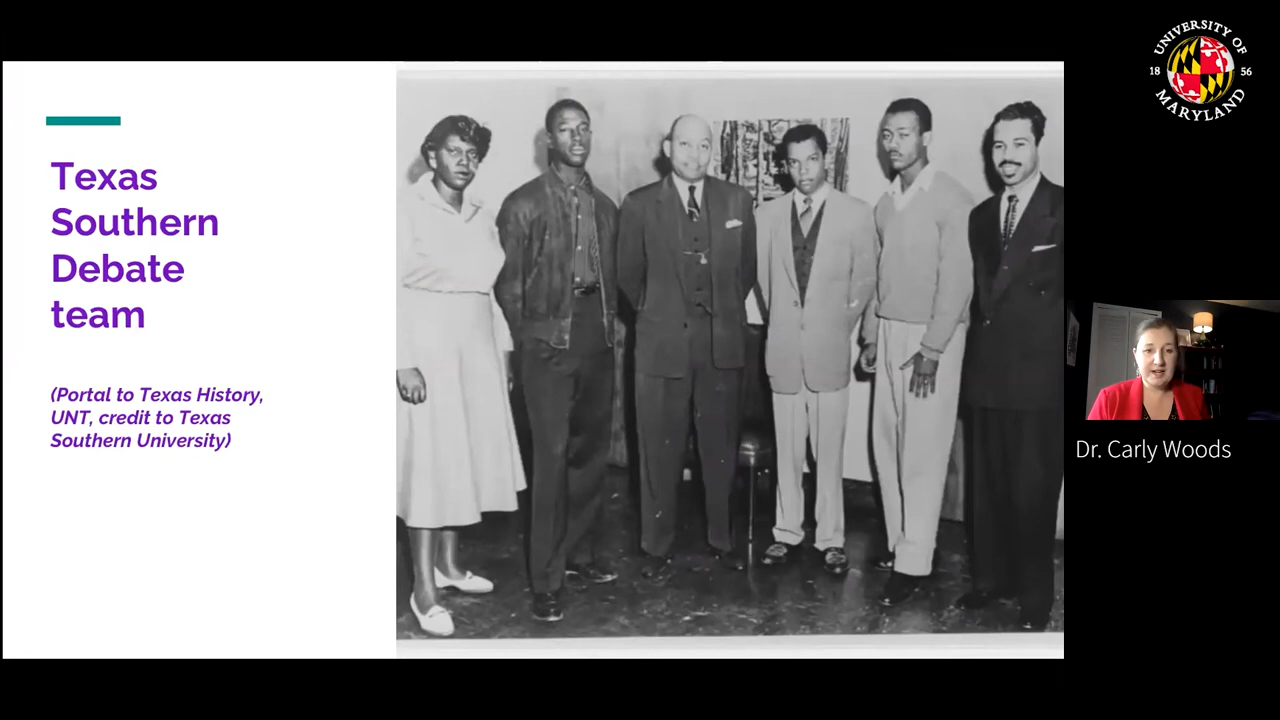 Texas
Southern
Debate
team
(Portal to Texas History,
UNT, credit to Texas
Southern University)
UNIVERSITY OF
18 56
MARYLAND
Dr. Carly Woods